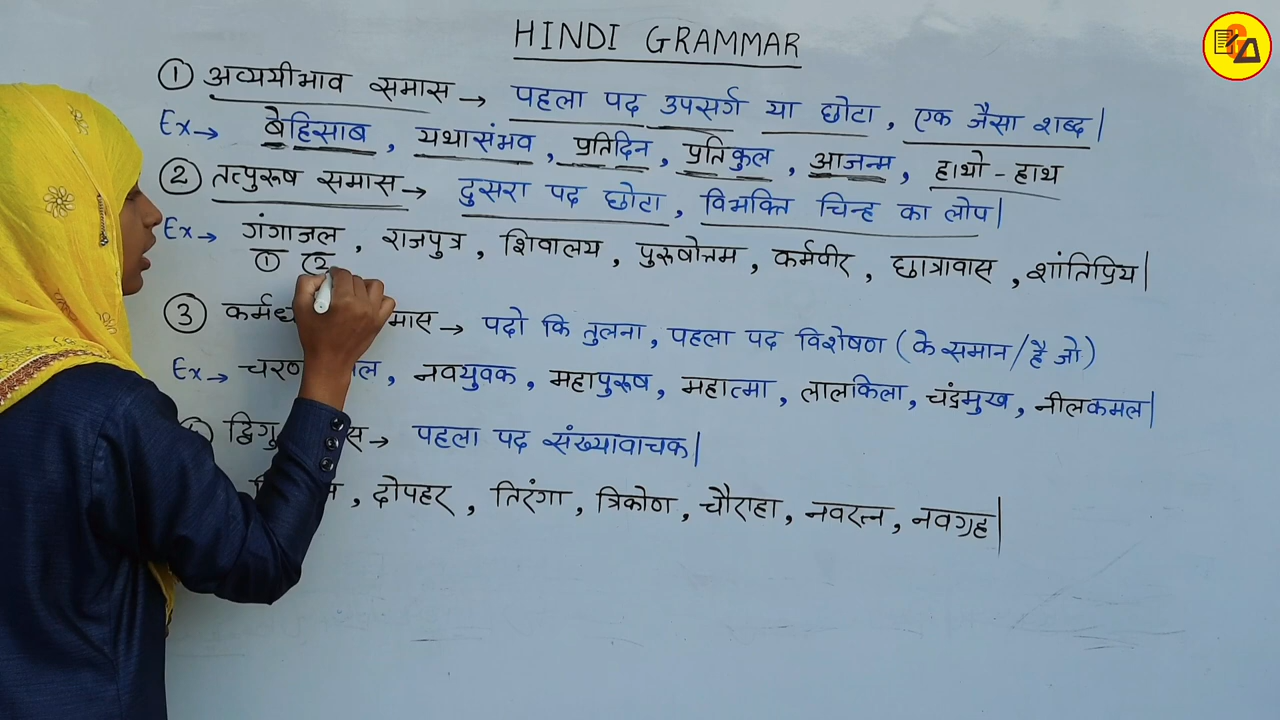 HINDI GRAMMAR
① अव्ययीभाव समास → पहला पद उपसर्ग या छोटा, एक जैसा शब्द|
Ex→ बेहिसाब, यथासंभव, प्रतिदिन, प्रतिकुल, आजन्म, हाथो-हाथ
② तत्पुरूष समास → दुसरा पद छोटा, विभक्ति चिन्ह का लोप|
Ex→ गंगाजल, राजपुत्र, शिवालय, पुरूषोत्तम, कर्मवीर, छात्रावास, शांतिप्रिय|
① ②
③ → पदो कि तुलना, पहला पद विशेषण (के समान/है जो)
Ex→ नवयुवक, महापुरूष, महात्मा, लालकिला, चंद्रमुख, नीलकमल|
द्विगु → पहला पद संख्यावाचक|
दोपहर, तिरंगा, त्रिकोण, चौराहा, नवरत्न, नवग्रह|